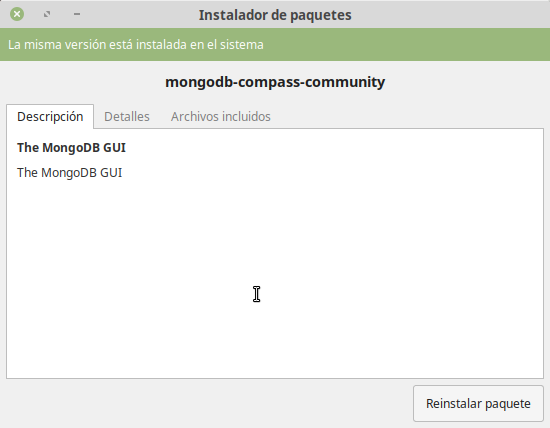 Instalador de paquetes
La misma versión está instalada en el sistema
mongodb-compass-community
Descripción Detalles Archivos incluidos
The MongoDB GUI
The MongoDB GUI
Reinstalar paquete